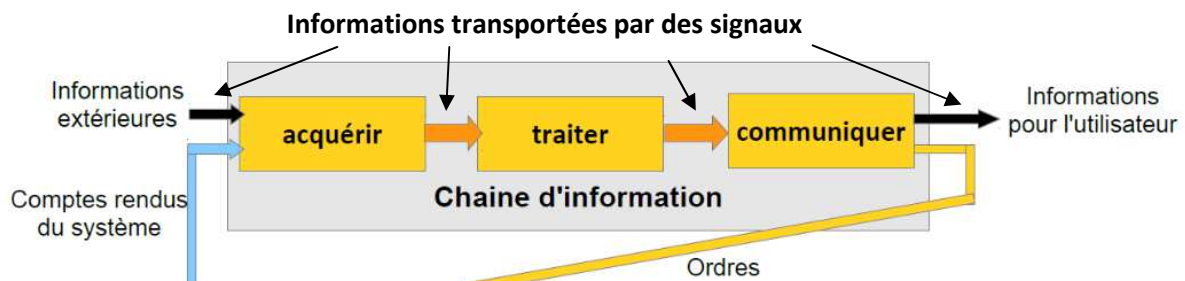 Informations transportées par des signaux
Informations
extérieures
acquérir
traiter
communiquer
Informations
pour l'utilisateur
Chaine d'information
Comptes rendus
du système
Ordres